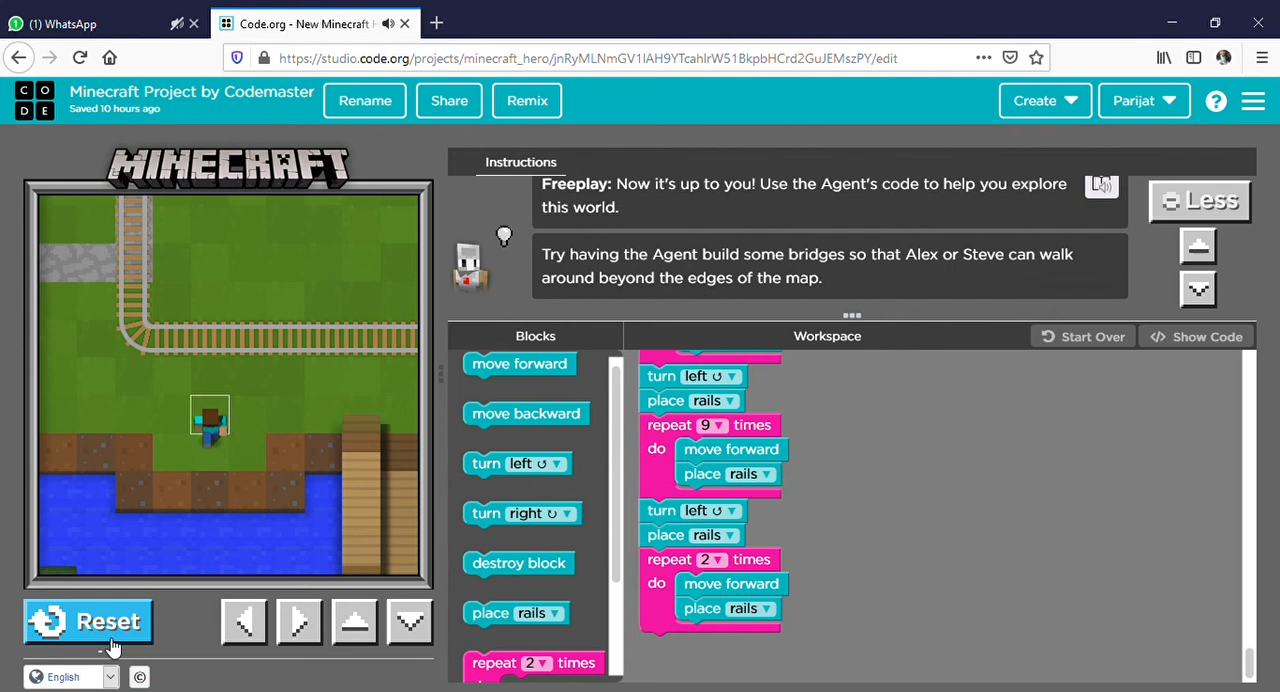 (1) WhatsApp
Code.org - New Minecraft H
https://studio.code.org/projects/minecraft_hero/jnRyMLNmGV1lAH9YTcahlrW51BkpbHCrd2GuJEMszPY/edit
CODE
Minecraft Project by Codemaster
Saved 10 hours ago
Rename
Share
Remix
Create
Parijat
?
MINECRAFT
Instructions
Freeplay: Now it's up to you! Use the Agent's code to help you explore
this world.
Less
Try having the Agent build some bridges so that Alex or Steve can walk
around beyond the edges of the map.
Blocks
Workspace
Start Over
Show Code
move forward
move backward
turn left
turn right
destroy block
place rails
repeat 2 times
turn left
place rails
repeat 9 times
do move forward
place rails
turn left
place rails
repeat 2 times
do move forward
place rails
Reset
English
©